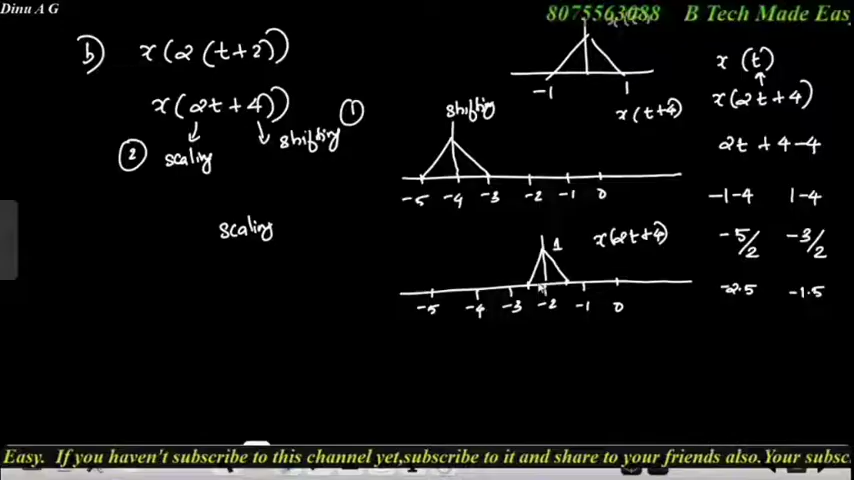 Dinu A G
8075563088 B Tech Made Eas
b) x(2(t+2))
x(2t+4)) ①
② scaling shifting
scaling
-1 1
x(t+4)
shifting
-5 -4 -3 -2 -1 0
1 x(2t+4)
-5 -4 -3 -2 -1 0
x(t)
x(2t+4)
2t+4-4
-1-4 1-4
-5/2 -3/2
-2.5 -1.5
Easy. If you haven't subscribe to this channel yet,subscribe to it and share to your friends also.Your subsc